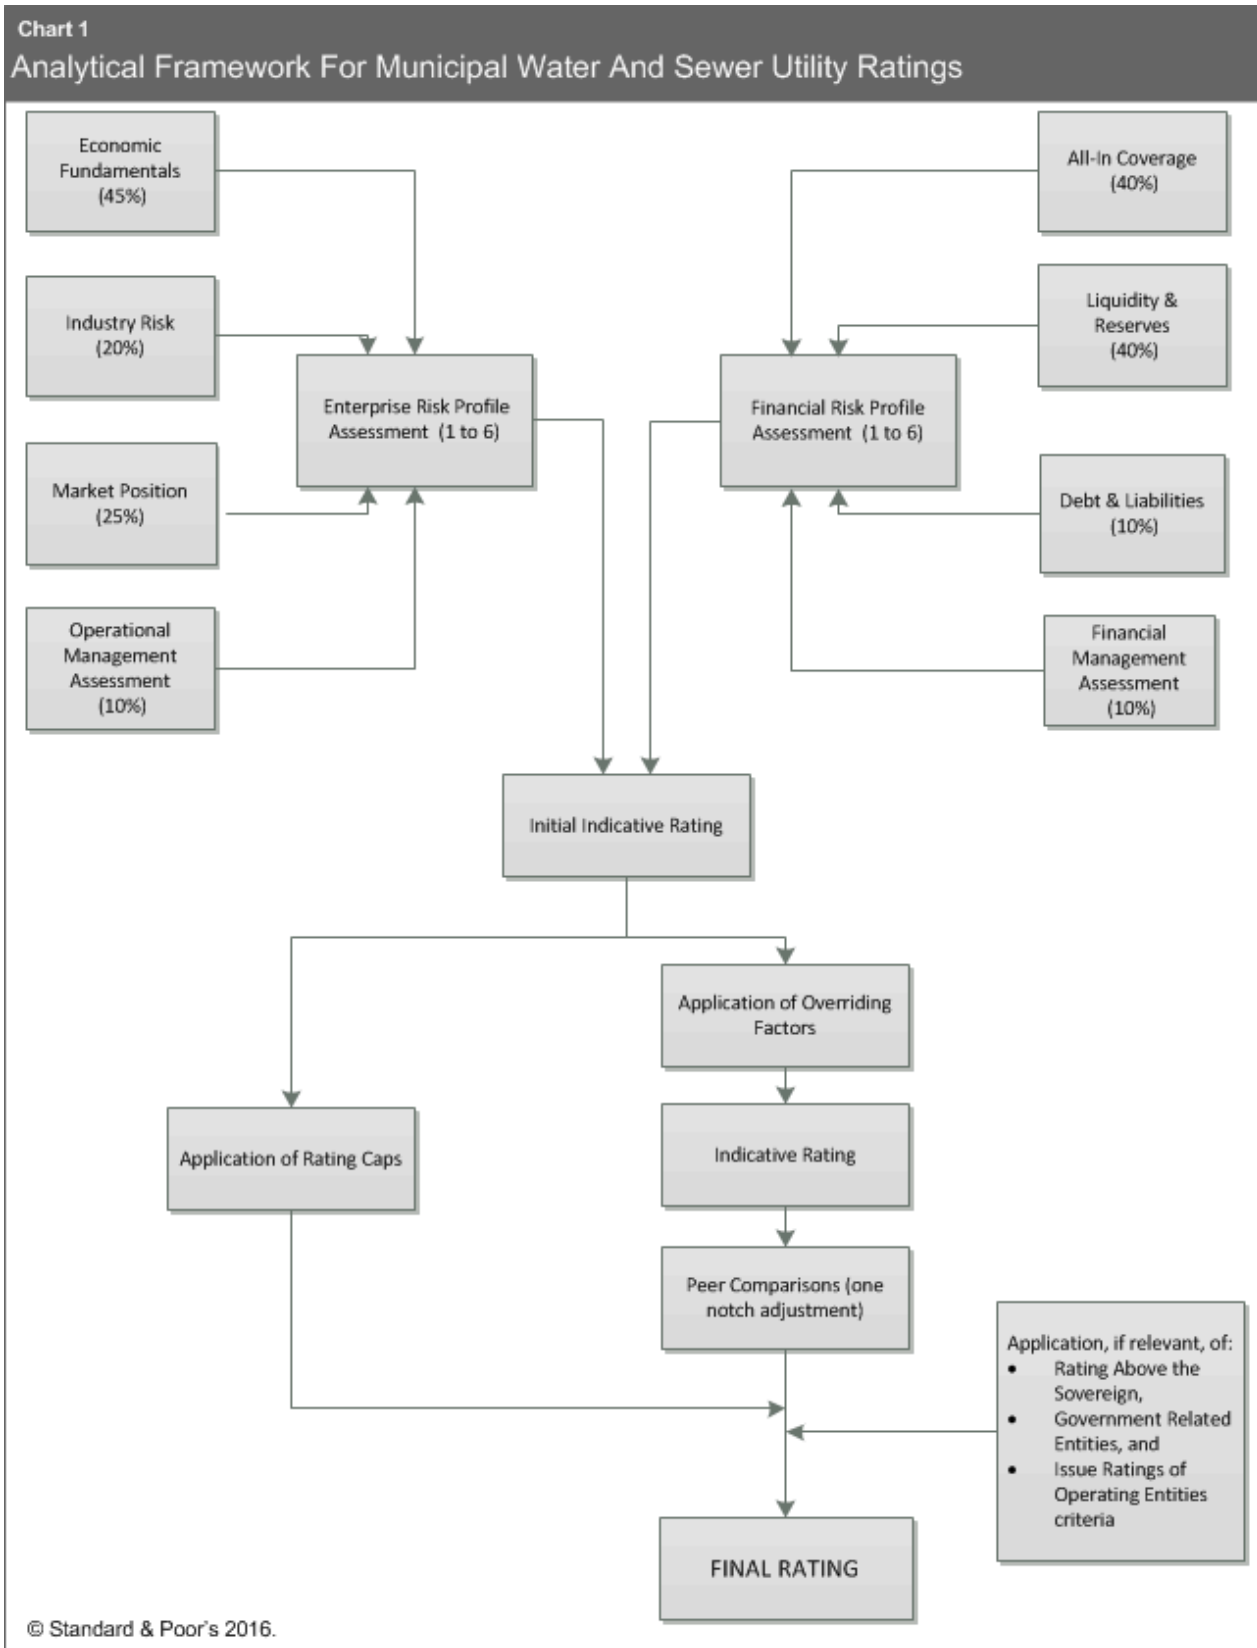 Chart 1
Analytical Framework For Municipal Water And Sewer Utility Ratings
Economic
Fundamentals
(45%)
All-In Coverage
(40%)
Industry Risk
(20%)
Liquidity &
Reserves
(40%)
Enterprise Risk Profile
Assessment (1 to 6)
Financial Risk Profile
Assessment (1 to 6)
Market Position
(25%)
Debt & Liabilities
(10%)
Operational
Management
Assessment
(10%)
Financial
Management
Assessment
(10%)
Initial Indicative Rating
Application of Overriding
Factors
Application of Rating Caps
Indicative Rating
Peer Comparisons (one
notch adjustment)
Application, if relevant, of:
• Rating Above the
Sovereign,
• Government Related
Entities, and
• Issue Ratings of
Operating Entities
criteria
FINAL RATING
© Standard & Poor's 2016.